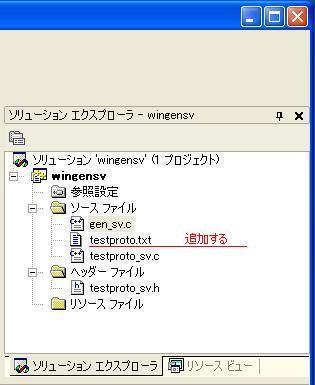 ソリューション エクスプローラ - wingensv
ソリューション 'wingensv' (1 プロジェクト)
wingensv
参照設定
ソース ファイル
gen_sv.c
testproto.txt 追加する
testproto_sv.c
ヘッダー ファイル
testproto_sv.h
リソース ファイル
ソリューション エクスプローラ リソース ビュー